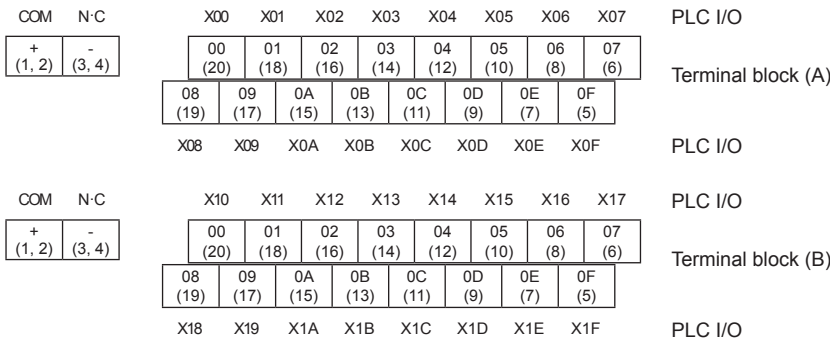 COM N·C X00 X01 X02 X03 X04 X05 X06 X07 PLC I/O
+ - 00 01 02 03 04 05 06 07
(1, 2) (3, 4) (20) (18) (16) (14) (12) (10) (8) (6)
Terminal block (A)
08 09 0A 0B 0C 0D 0E 0F
(19) (17) (15) (13) (11) (9) (7) (5)
X08 X09 X0A X0B X0C X0D X0E X0F PLC I/O
COM N·C X10 X11 X12 X13 X14 X15 X16 X17 PLC I/O
+ - 00 01 02 03 04 05 06 07
(1, 2) (3, 4) (20) (18) (16) (14) (12) (10) (8) (6)
Terminal block (B)
08 09 0A 0B 0C 0D 0E 0F
(19) (17) (15) (13) (11) (9) (7) (5)
X18 X19 X1A X1B X1C X1D X1E X1F PLC I/O